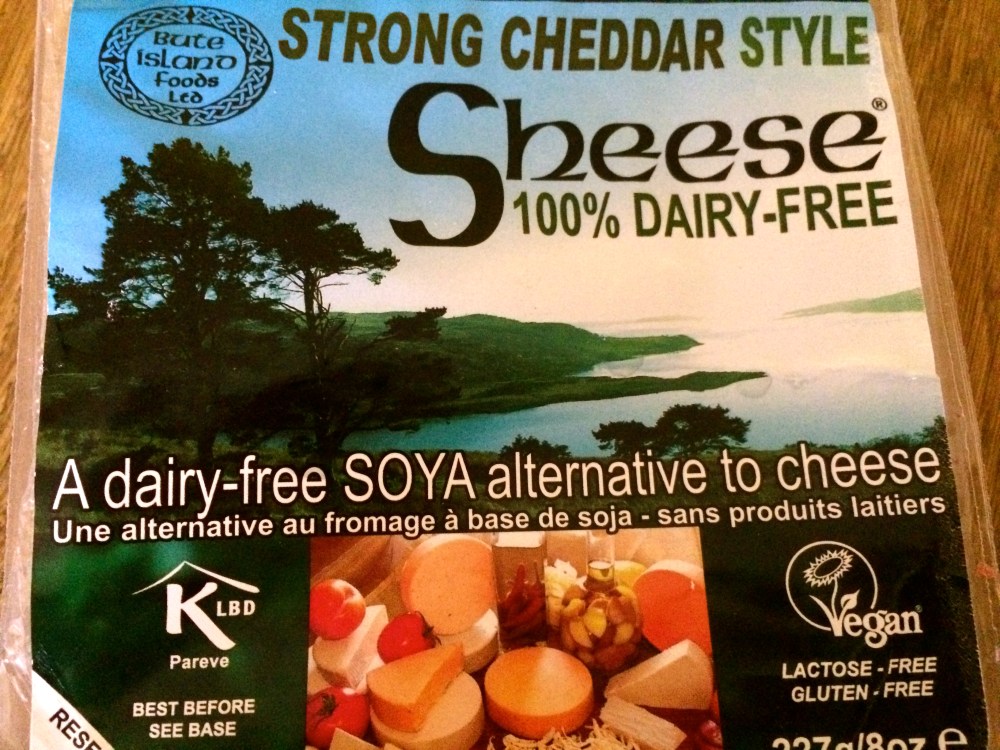 Bute
Island
Foods
Ltd
STRONG CHEDDAR STYLE
Sheese®
100% DAIRY-FREE
A dairy-free SOYA alternative to cheese
Une alternative au fromage à base de soja - sans produits laitiers
K LBD
Pareve
BEST BEFORE
SEE BASE
Vegan
LACTOSE - FREE
GLUTEN - FREE
227g/8oz e